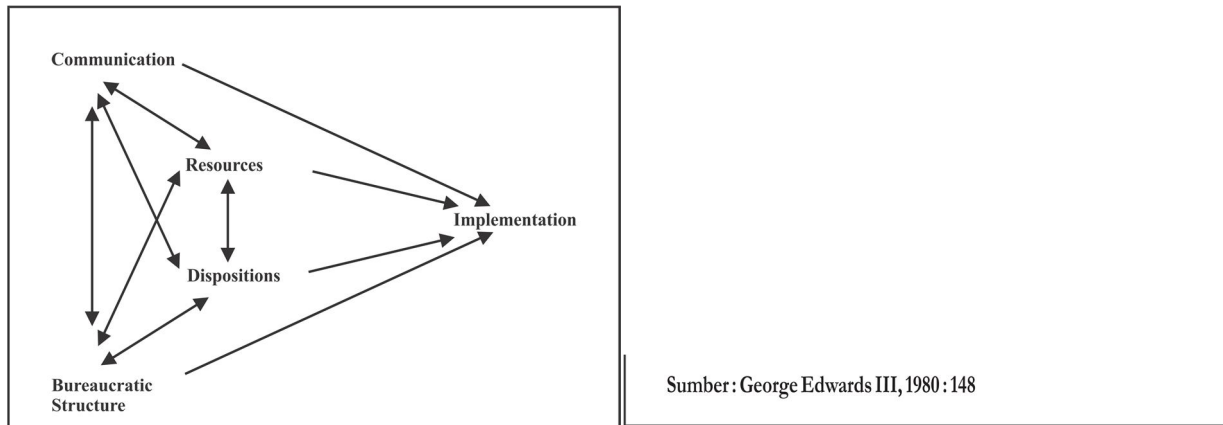 Communication
Resources
Implementation
Dispositions
Bureaucratic
Structure
Sumber : George Edwards III, 1980 : 148